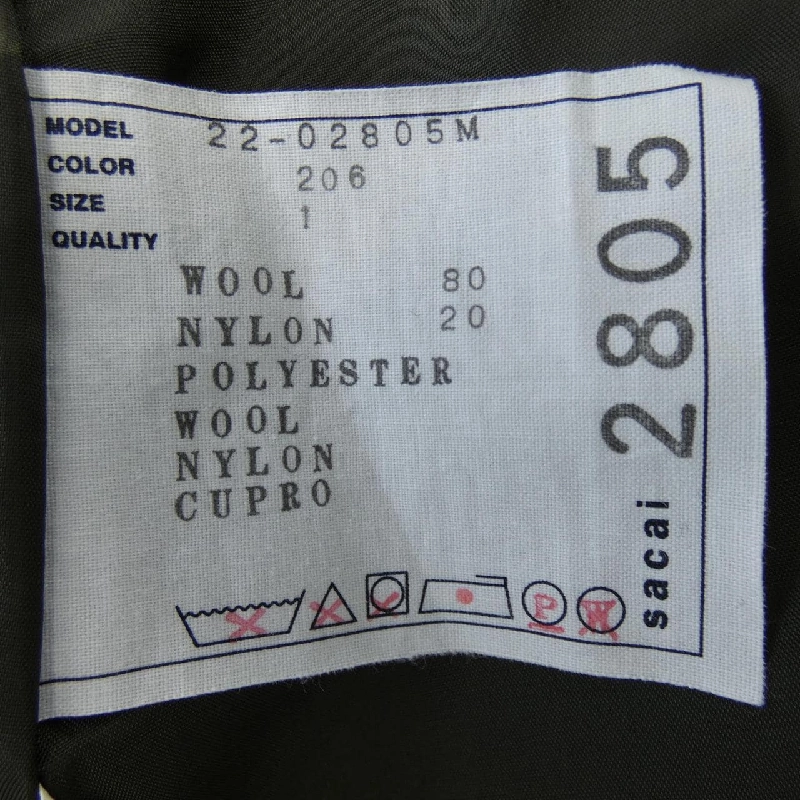 MODEL 22-02805M
COLOR 206
SIZE 1
QUALITY
WOOL 80
NYLON 20
POLYESTER
WOOL
NYLON
CUPRO
P W
sacai 2805